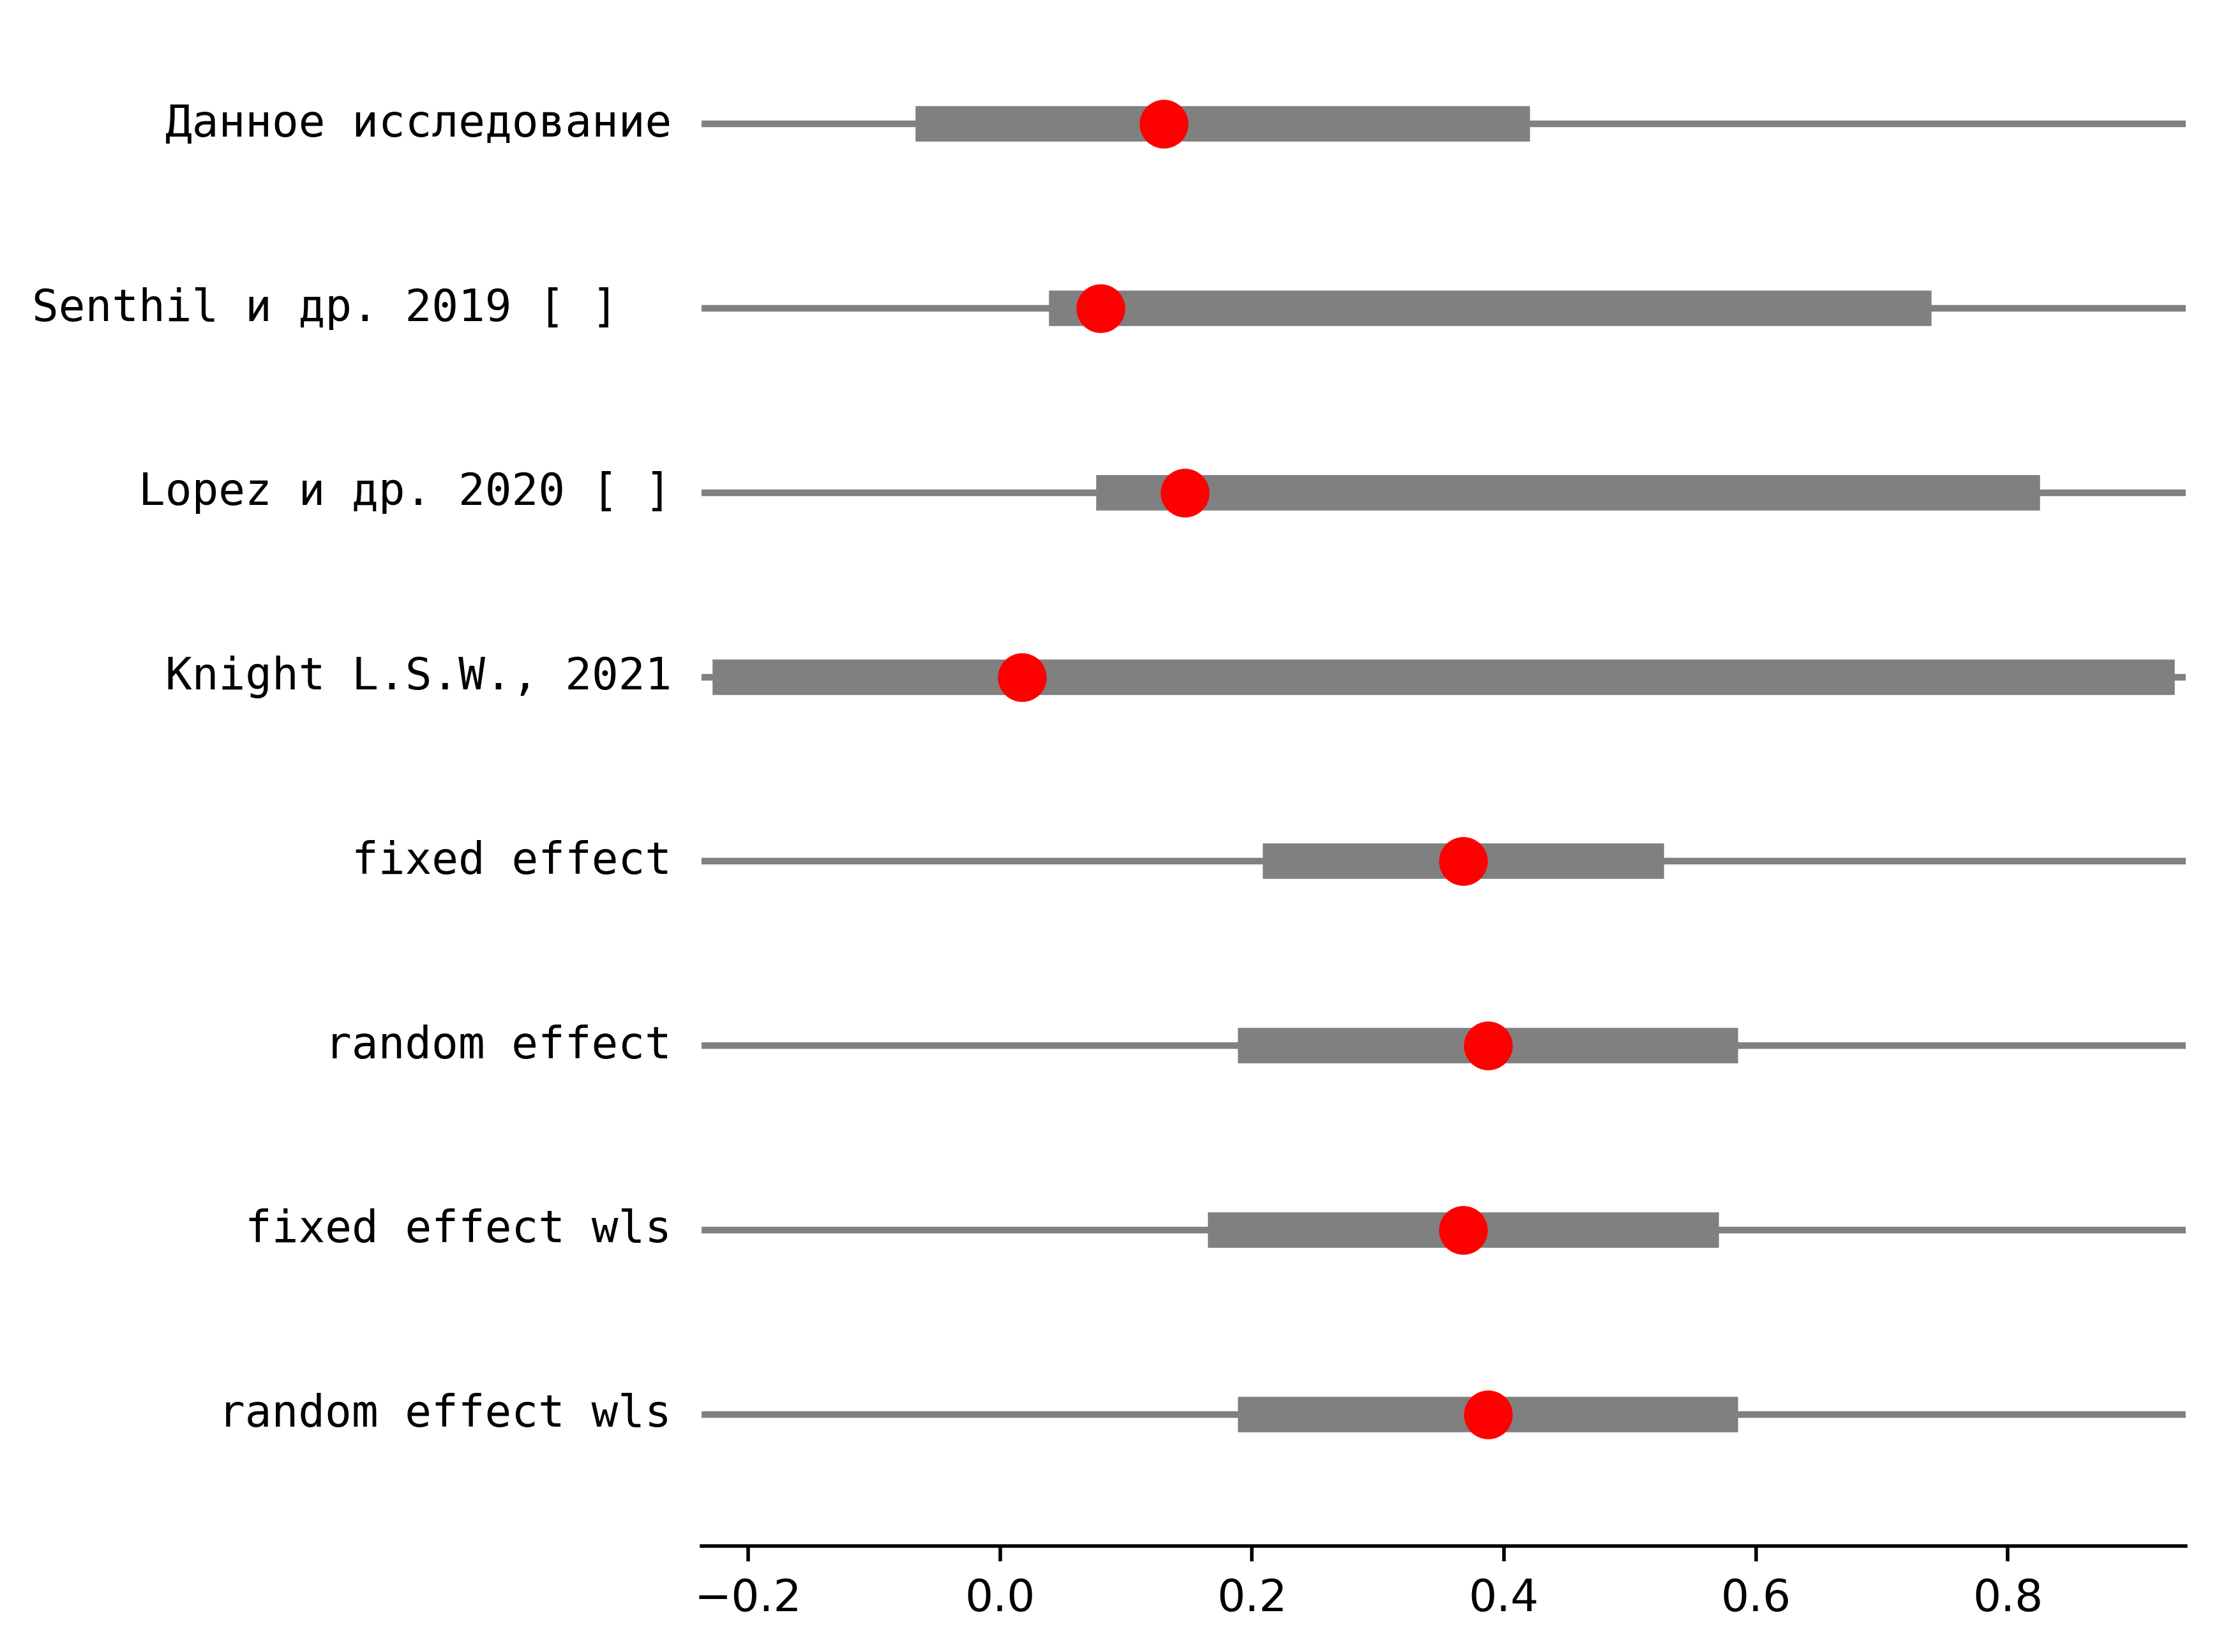 Данное исследование
Senthil и др. 2019 [ ]
Lopez и др. 2020 [ ]
Knight L.S.W., 2021
fixed effect
random effect
fixed effect wls
random effect wls
−0.2 0.0 0.2 0.4 0.6 0.8